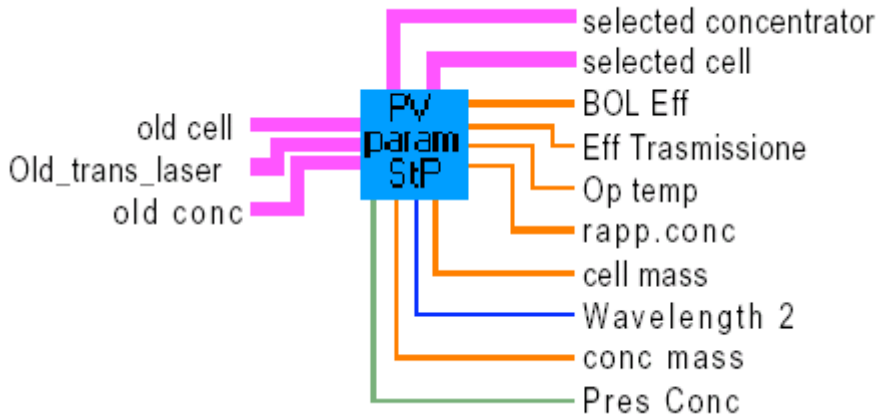 selected concentrator
selected cell
BOL Eff
Eff Trasmissione
Op temp
rapp.conc
cell mass
Wavelength 2
conc mass
Pres Conc
old cell
Old_trans_laser
old conc
PV
param
StP